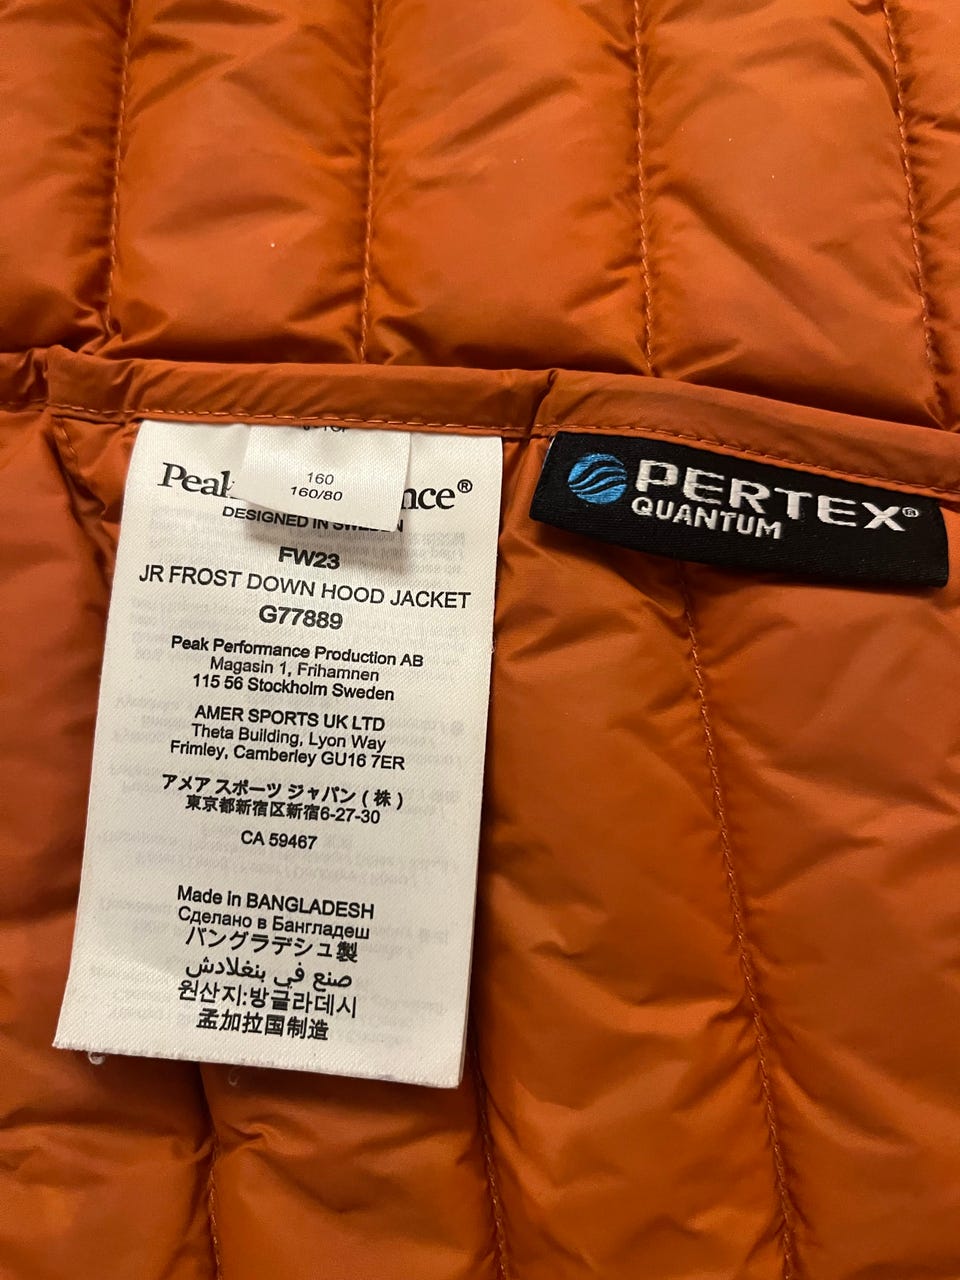 160
160/80
Peak nce®
DESIGNED IN SWEDEN
FW23
JR FROST DOWN HOOD JACKET
G77889
Peak Performance Production AB
Magasin 1, Frihamnen
115 56 Stockholm Sweden
AMER SPORTS UK LTD
Theta Building, Lyon Way
Frimley, Camberley GU16 7ER
アメア スポーツ ジャパン ( 株 )
東京都新宿区新宿6-27-30
CA 59467
Made in BANGLADESH
Сделано в Бангладеш
バングラデシュ製
صنع في بنغلادش
원산지:방글라데시
孟加拉国制造
PERTEX®
QUANTUM